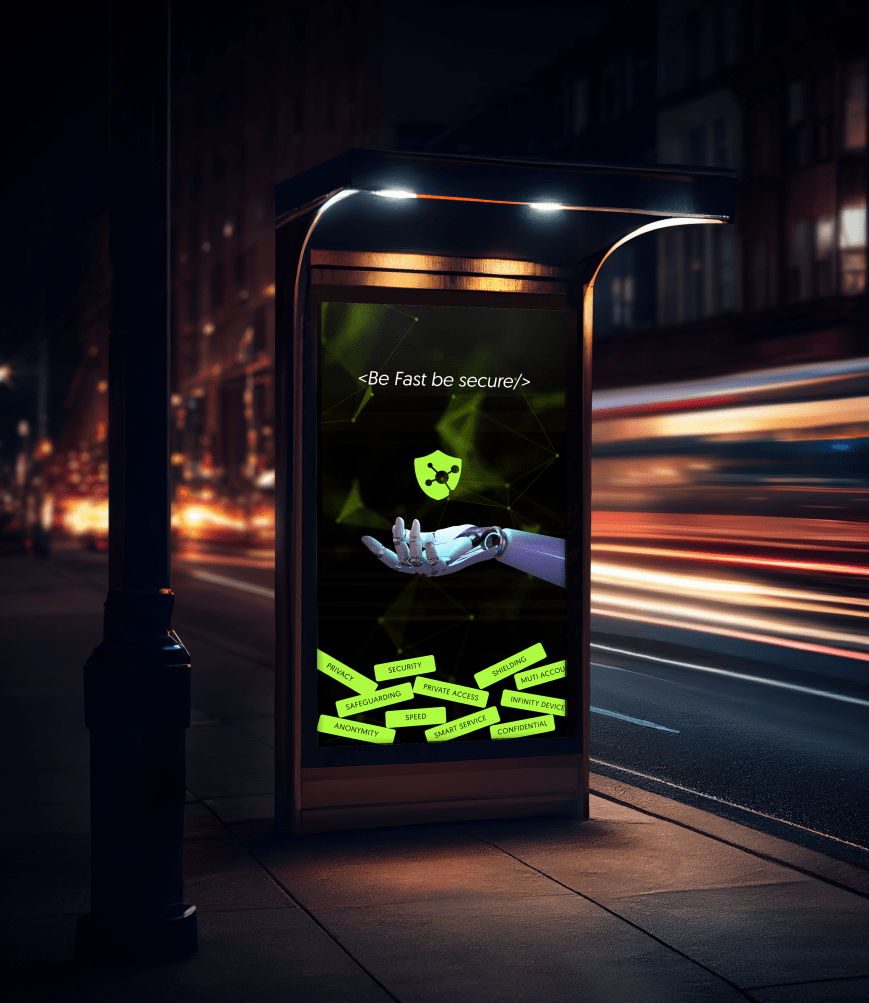 <Be Fast be secure/>
PRIVACY
SECURITY
SHIELDING
MUTI ACCOU
SAFEGUARDING
PRIVATE ACCESS
INFINITY DEVICE
ANONYMITY
SPEED
SMART SERVICE
CONFIDENTIAL